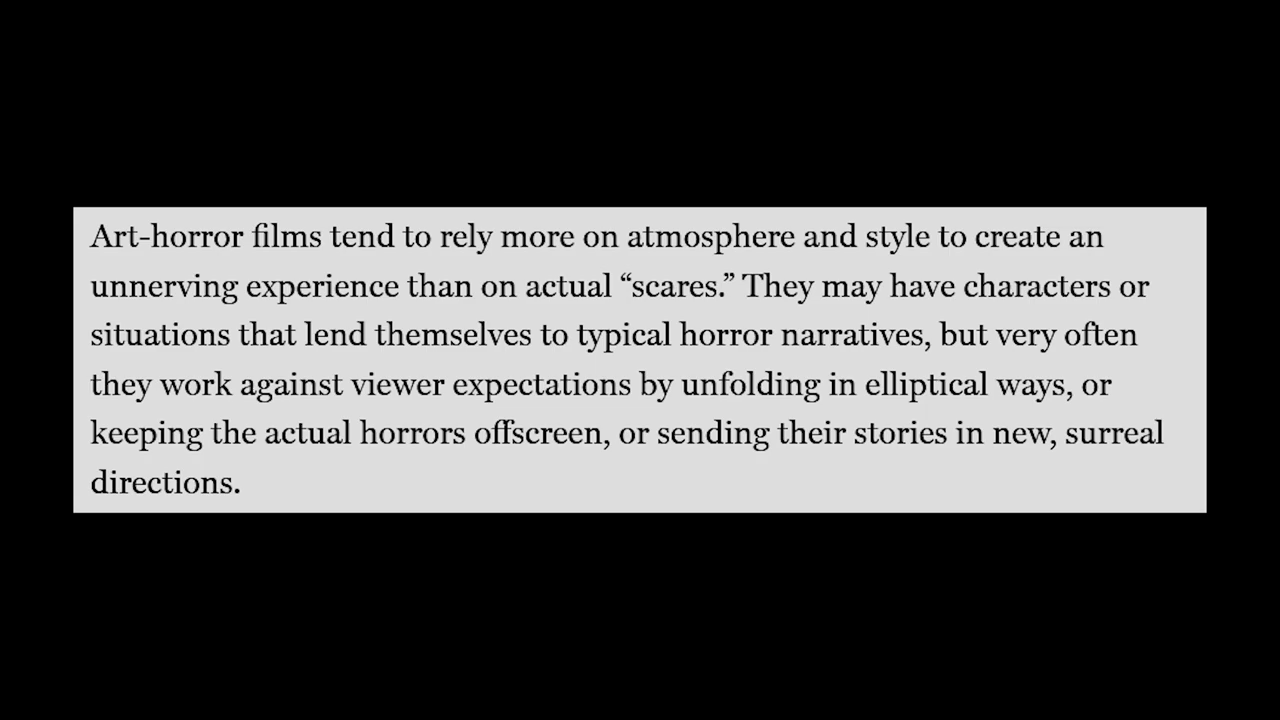 Art-horror films tend to rely more on atmosphere and style to create an
unnerving experience than on actual “scares.” They may have characters or
situations that lend themselves to typical horror narratives, but very often
they work against viewer expectations by unfolding in elliptical ways, or
keeping the actual horrors offscreen, or sending their stories in new, surreal
directions.